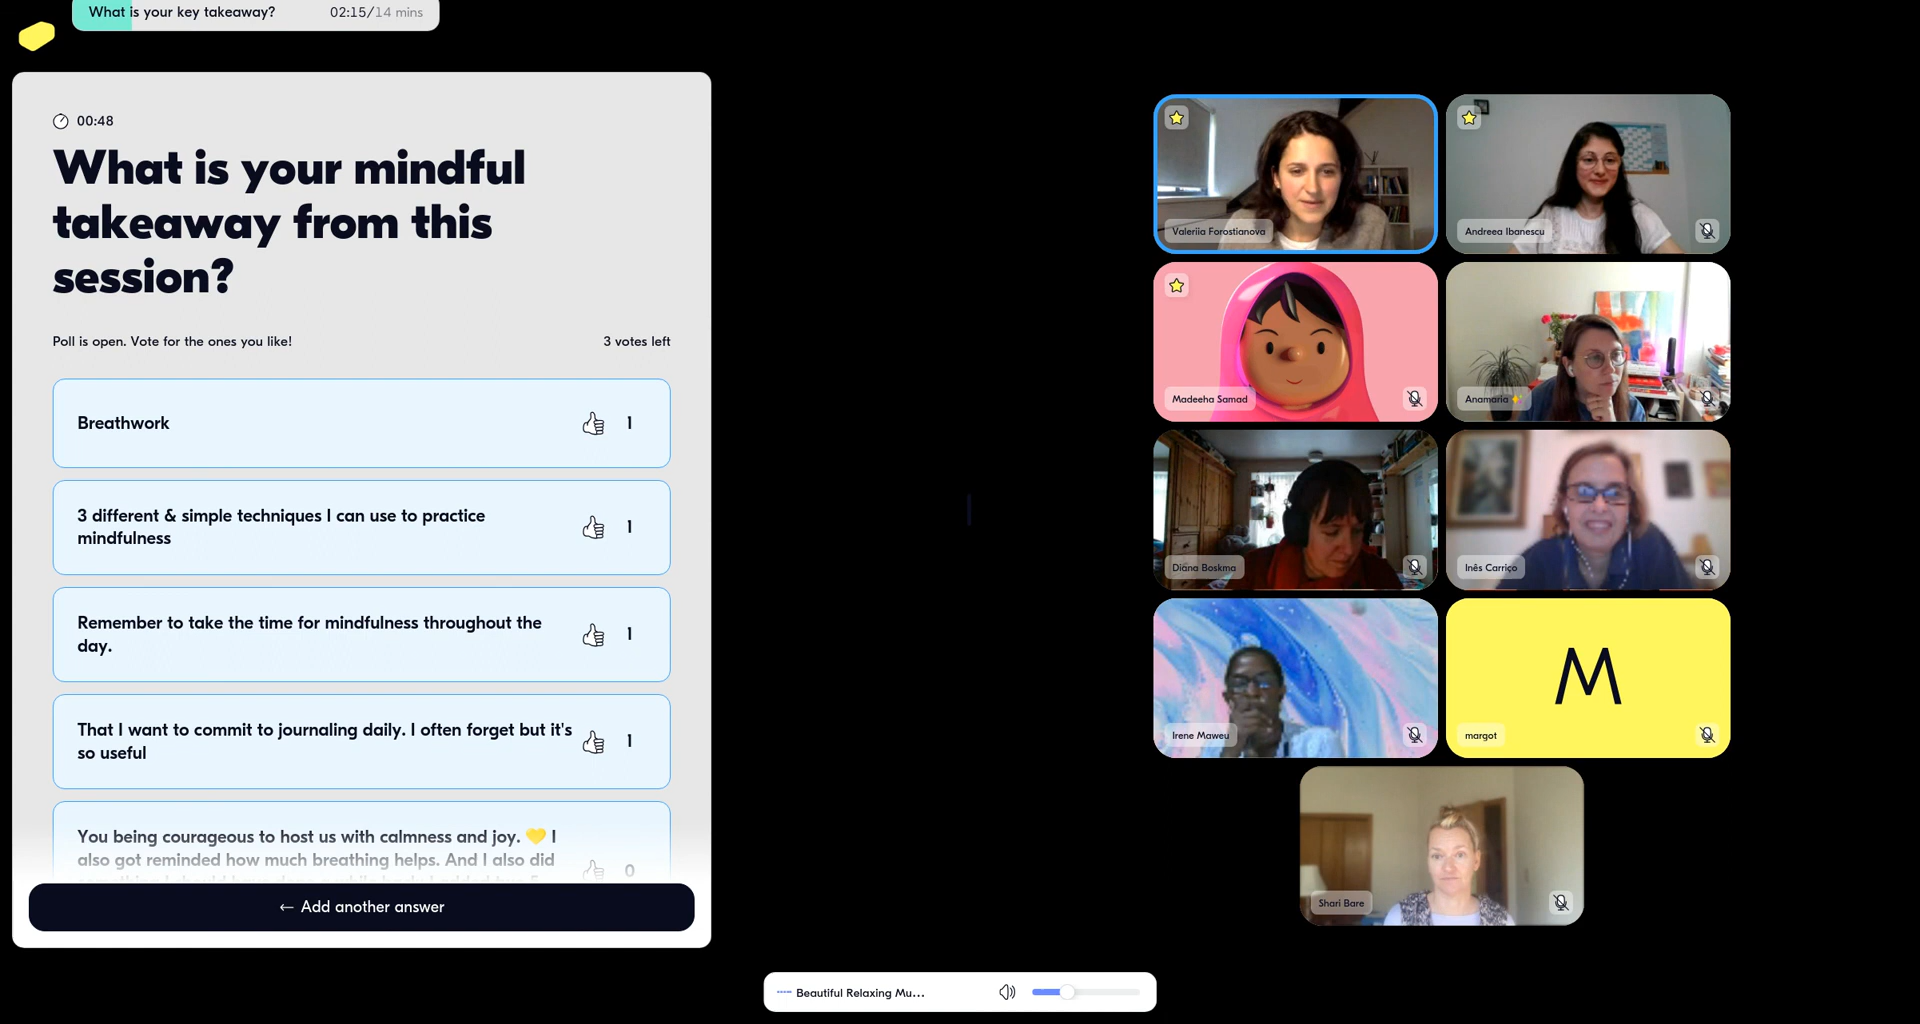 What is your key takeaway? 02:15/14 mins
00:48
What is your mindful
takeaway from this
session?
Poll is open. Vote for the ones you like! 3 votes left
Breathwork 1
3 different & simple techniques I can use to practice
mindfulness 1
Remember to take the time for mindfulness throughout the
day. 1
That I want to commit to journaling daily. I often forget but it's
so useful 1
You being courageous to host us with calmness and joy. 💛 I
also got reminded how much breathing helps. And I also did
0
← Add another answer
Valeriia Forostianova
Andreea Ibanescu
Madeeha Samad
Anamaria ✨
Diana Boskma
Inês Carriço
Irene Maweu
M
margot
Shari Bare
Beautiful Relaxing Mu...